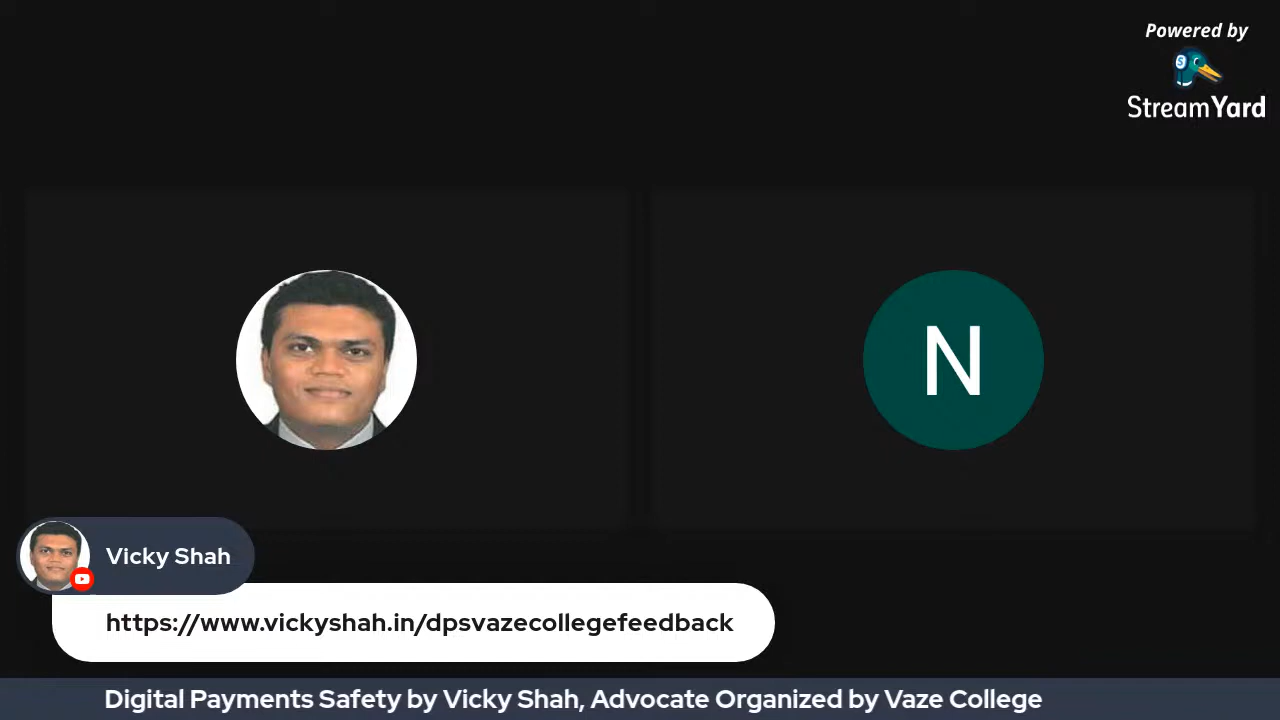 Powered by
StreamYard
N
Vicky Shah
https://www.vickyshah.in/dpsvazecollegefeedback
Digital Payments Safety by Vicky Shah, Advocate Organized by Vaze College